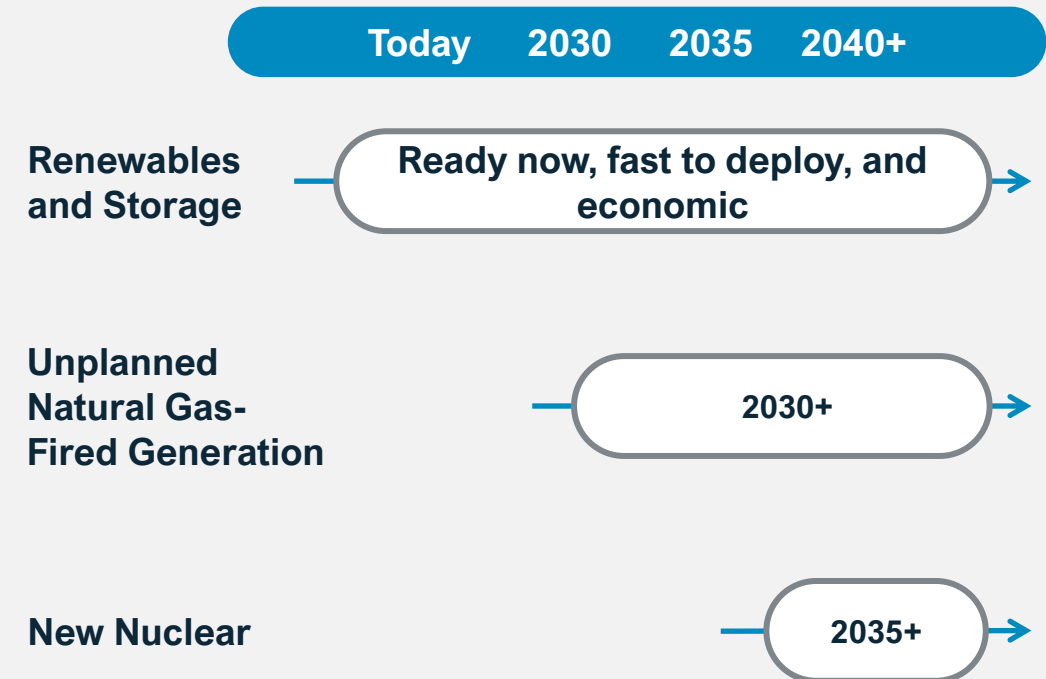 Today 2030 2035 2040+
Renewables
and Storage
Ready now, fast to deploy, and
economic
Unplanned
Natural Gas-
Fired Generation
2030+
New Nuclear
2035+